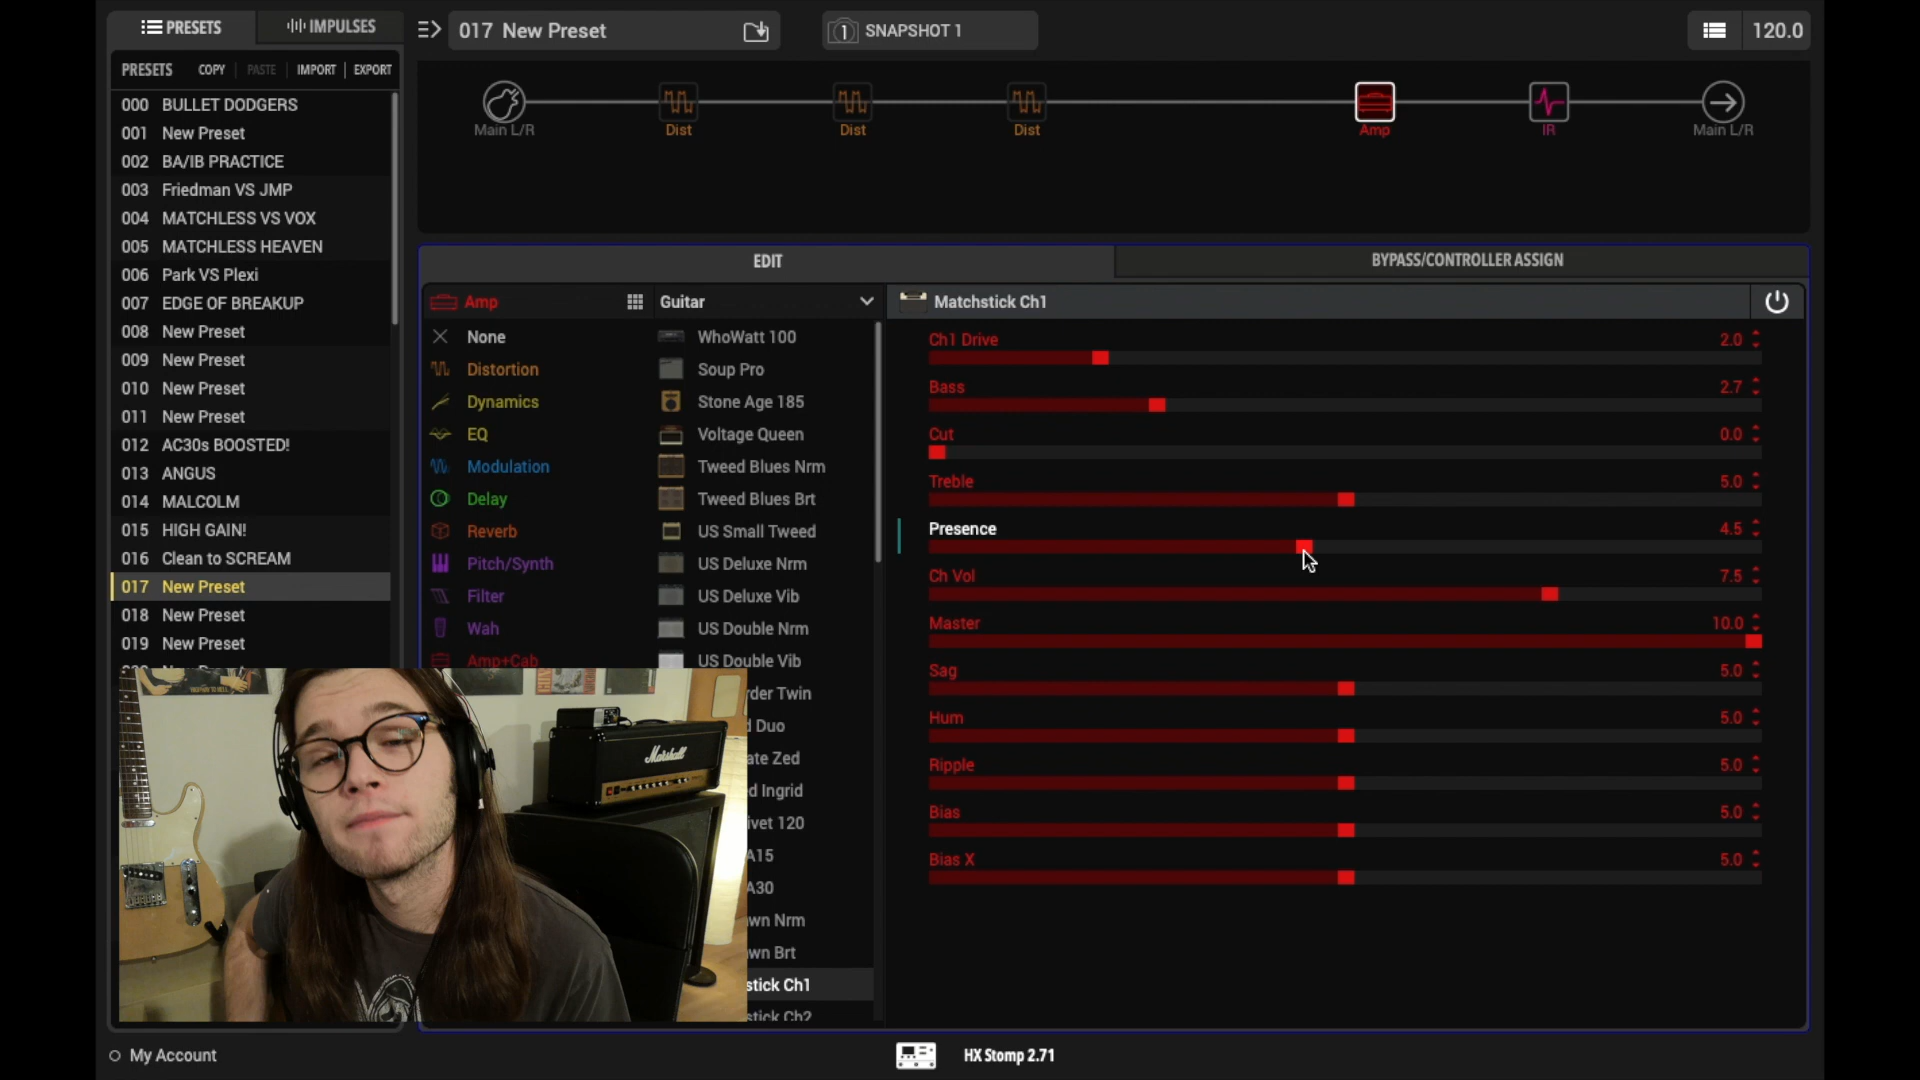 PRESETS
IMPULSES
017 New Preset
1 SNAPSHOT 1
120.0
PRESETS COPY PASTE IMPORT EXPORT
000 BULLET DODGERS
001 New Preset
002 BA/IB PRACTICE
003 Friedman VS JMP
004 MATCHLESS VS VOX
005 MATCHLESS HEAVEN
006 Park VS Plexi
007 EDGE OF BREAKUP
008 New Preset
009 New Preset
010 New Preset
011 New Preset
012 AC30s BOOSTED!
013 ANGUS
014 MALCOLM
015 HIGH GAIN!
016 Clean to SCREAM
017 New Preset
018 New Preset
019 New Preset
Main L/R
Dist
Dist
Dist
Amp
IR
Main L/R
EDIT
BYPASS/CONTROLLER ASSIGN
Amp
None
Distortion
Dynamics
EQ
Modulation
Delay
Reverb
Pitch/Synth
Filter
Wah
Amp+Cab
Guitar
WhoWatt 100
Soup Pro
Stone Age 185
Voltage Queen
Tweed Blues Nrm
Tweed Blues Brt
US Small Tweed
US Deluxe Nrm
US Deluxe Vib
US Double Nrm
US Double Vib
rder Twin
d Duo
ate Zed
d Ingrid
ivet 120
A15
A30
wn Nrm
wn Brt
stick Ch1
stick Ch2
Matchstick Ch1
Ch1 Drive 2.0
Bass 2.7
Cut 0.0
Treble 5.0
Presence 4.5
Ch Vol 7.5
Master 10.0
Sag 5.0
Hum 5.0
Ripple 5.0
Bias 5.0
Bias X 5.0
Marshall
My Account
HX Stomp 2.71